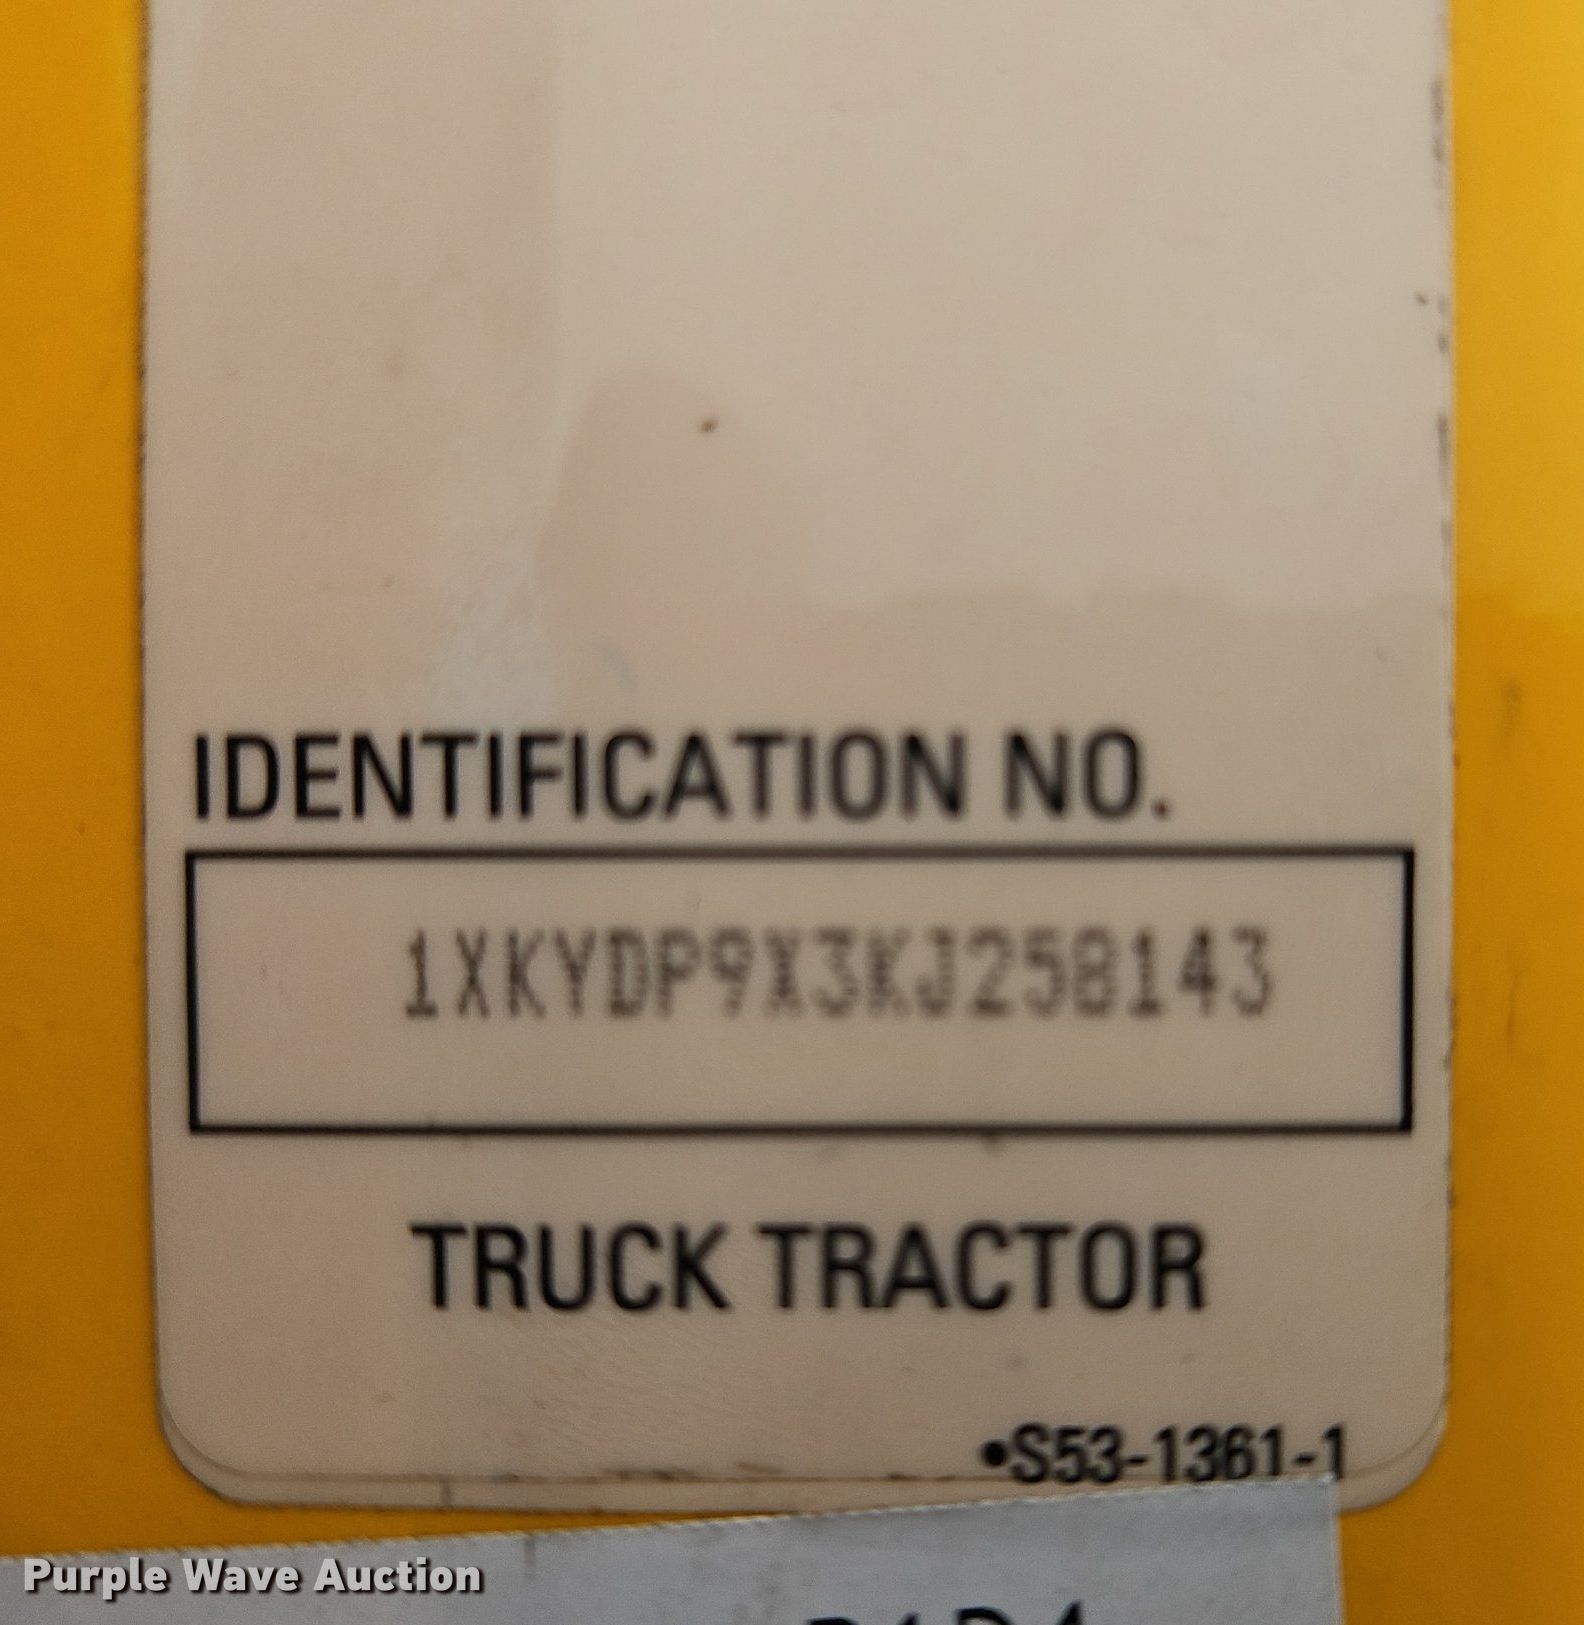 IDENTIFICATION NO.
1XKYDP9X3KJ258143
TRUCK TRACTOR
•S53-1361-1
Purple Wave Auction